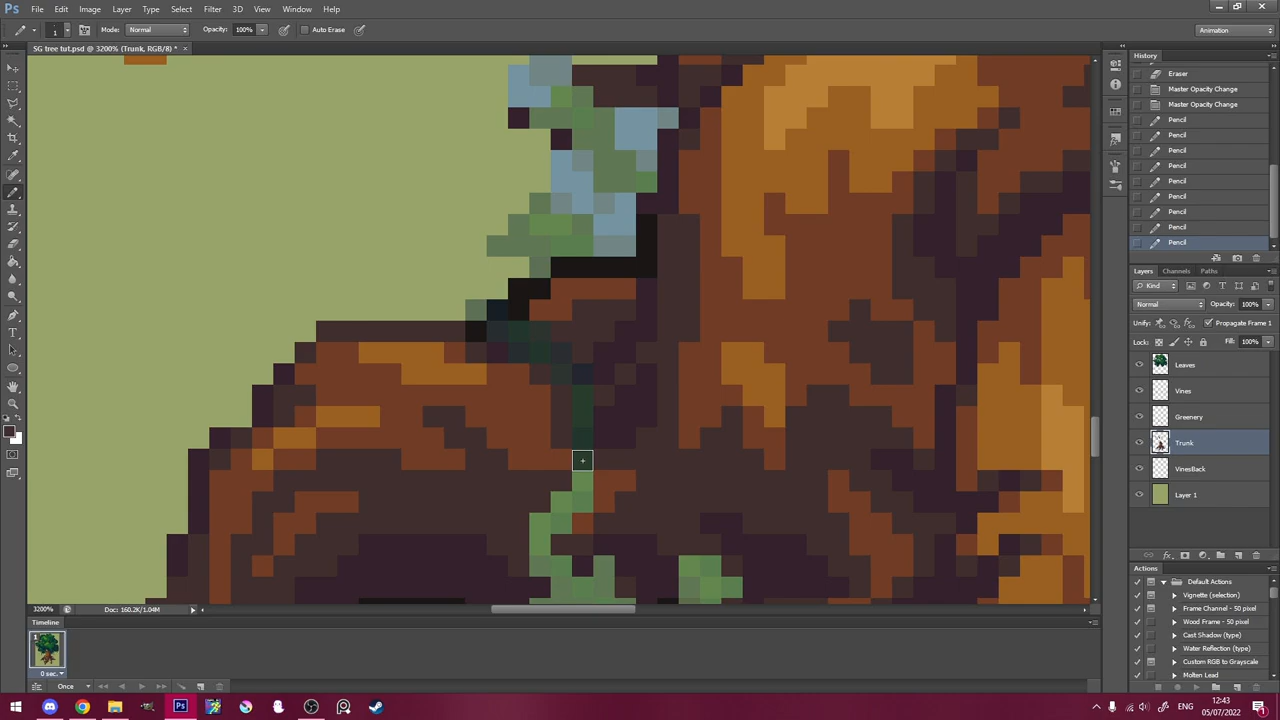 Ps File Edit Image Layer Type Select Filter 3D View Window Help
1 Mode: Normal Opacity: 100% Auto Erase Animation
SG tree tut.psd @ 3200% (Trunk, RGB/8) * ×
History
Eraser
Master Opacity Change
Master Opacity Change
Pencil
Pencil
Pencil
Pencil
Pencil
Pencil
Pencil
Pencil
Pencil
Layers Channels Paths
Kind
Normal Opacity: 100%
Unify: Propagate Frame 1
Lock: Fill: 100%
Leaves
Vines
Greenery
Trunk
VinesBack
Layer 1
Actions
Default Actions
Vignette (selection)
Frame Channel - 50 pixel
Wood Frame - 50 pixel
Cast Shadow (type)
Water Reflection (type)
Custom RGB to Grayscale
Molten Lead
3200% Doc: 160.2K/1.04M
Timeline
1
0 sec.
Once
Ps
ENG
12:43
05/07/2022
1